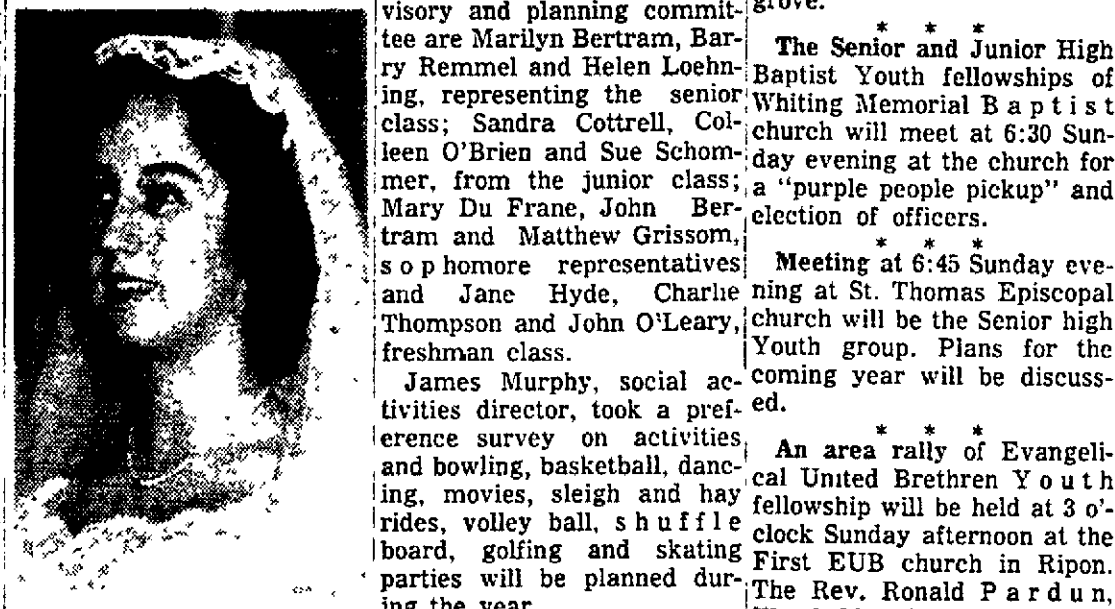 visory and planning commit-
tee are Marilyn Bertram, Bar-
ry Remmel and Helen Loehn-
ing, representing the senior
class; Sandra Cottrell, Col-
leen O'Brien and Sue Schom-
mer, from the junior class;
Mary Du Frane, John Ber-
tram and Matthew Grissom,
sophomore representatives
and Jane Hyde, Charlie
Thompson and John O'Leary,
freshman class.
James Murphy, social ac-
tivities director, took a pref-
erence survey on activities
and bowling, basketball, danc-
ing, movies, sleigh and hay
rides, volley ball, shuffle
board, golfing and skating
parties will be planned dur-
ing the year.
grove.
* * *
The Senior and Junior High
Baptist Youth fellowships of
Whiting Memorial Baptist
church will meet at 6:30 Sun-
day evening at the church for
a "purple people pickup" and
election of officers.
* * *
Meeting at 6:45 Sunday eve-
ning at St. Thomas Episcopal
church will be the Senior high
Youth group. Plans for the
coming year will be discuss-
ed.
* * *
An area rally of Evangeli-
cal United Brethren Youth
fellowship will be held at 3 o'-
clock Sunday afternoon at the
First EUB church in Ripon.
The Rev. Ronald Pardun,